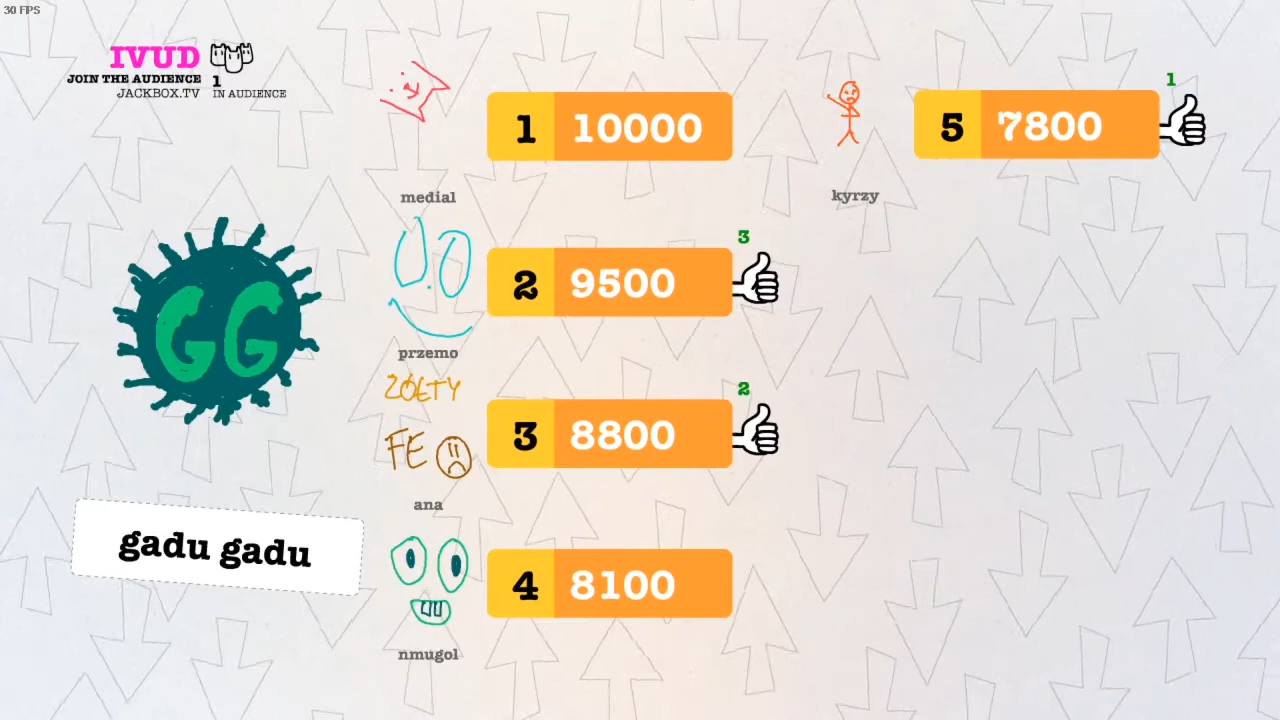 30 FPS
IVUD
JOIN THE AUDIENCE
JACKBOX.TV
1
IN AUDIENCE
GG
gadu gadu
1 10000
medial
2 9500
3
przemo
ŻÓŁTY
FE
3 8800
2
ana
4 8100
nmugol
5 7800
1
kyrzy